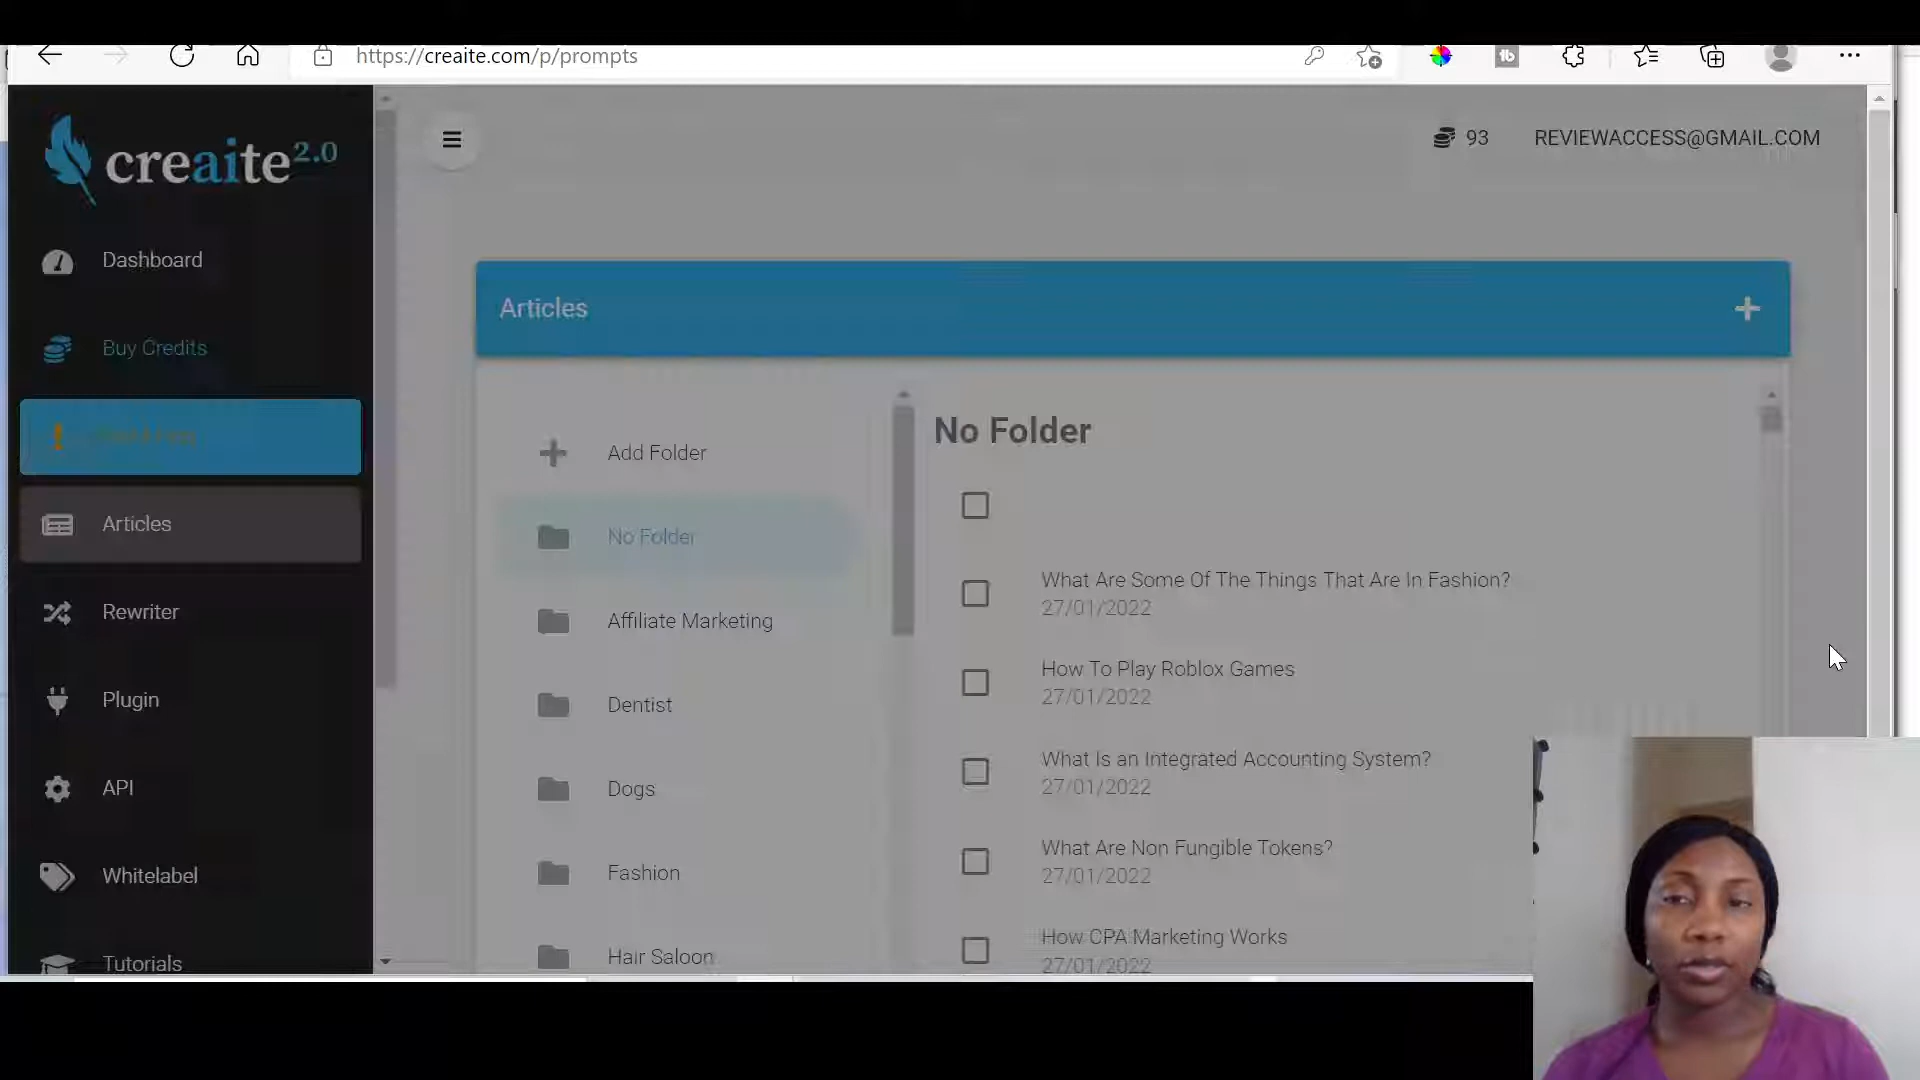 https://creaite.com/p/prompts
tb
creaite 2.0
93
REVIEWACCESS@GMAIL.COM
Dashboard
Buy Credits
Articles
Rewriter
Plugin
API
Whitelabel
Tutorials
Articles
Add Folder
No Folder
Affiliate Marketing
Dentist
Dogs
Fashion
Hair Saloon
No Folder
What Are Some Of The Things That Are In Fashion?
27/01/2022
How To Play Roblox Games
27/01/2022
What Is an Integrated Accounting System?
27/01/2022
What Are Non Fungible Tokens?
27/01/2022
How CPA Marketing Works
27/01/2022